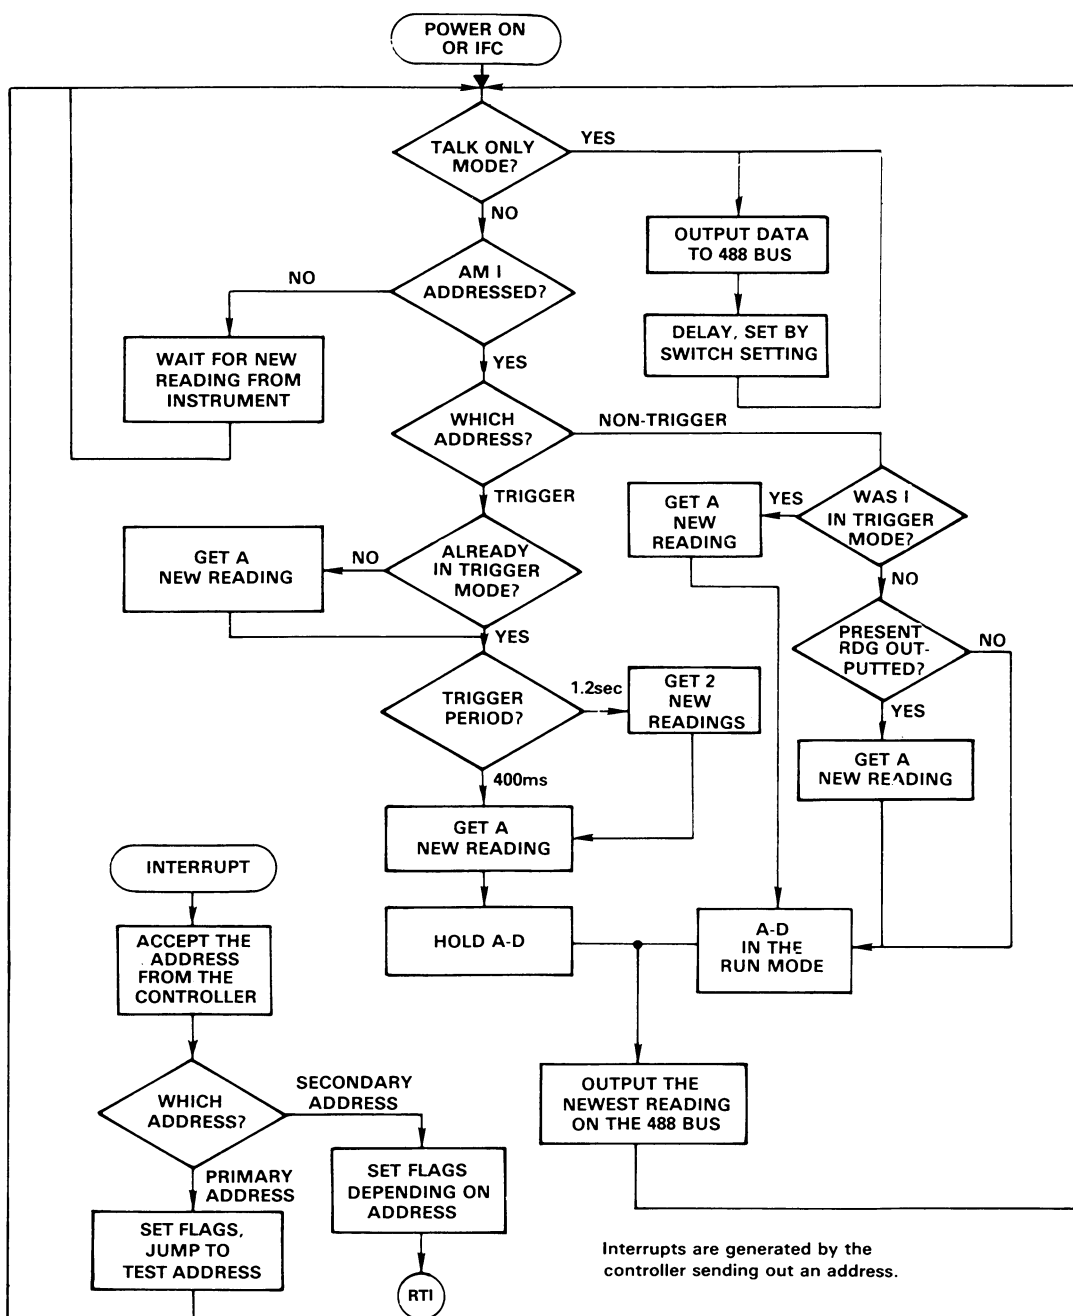 POWER ON
OR IFC
TALK ONLY
MODE?
YES
NO
OUTPUT DATA
TO 488 BUS
AM I
ADDRESSED?
NO
DELAY, SET BY
SWITCH SETTING
WAIT FOR NEW
READING FROM
INSTRUMENT
YES
WHICH
ADDRESS?
NON-TRIGGER
TRIGGER
GET A
NEW
READING
YES
WAS I
IN TRIGGER
MODE?
GET A
NEW READING
NO
ALREADY
IN TRIGGER
MODE?
NO
YES
PRESENT
RDG OUT-
PUTTED?
NO
TRIGGER
PERIOD?
1.2sec
GET 2
NEW
READINGS
YES
GET A
NEW READING
400ms
GET A
NEW READING
INTERRUPT
HOLD A-D
A-D
IN THE
RUN MODE
ACCEPT THE
ADDRESS
FROM THE
CONTROLLER
WHICH
ADDRESS?
SECONDARY
ADDRESS
OUTPUT THE
NEWEST READING
ON THE 488 BUS
PRIMARY
ADDRESS
SET FLAGS
DEPENDING ON
ADDRESS
SET FLAGS,
JUMP TO
TEST ADDRESS
RTI
Interrupts are generated by the
controller sending out an address.